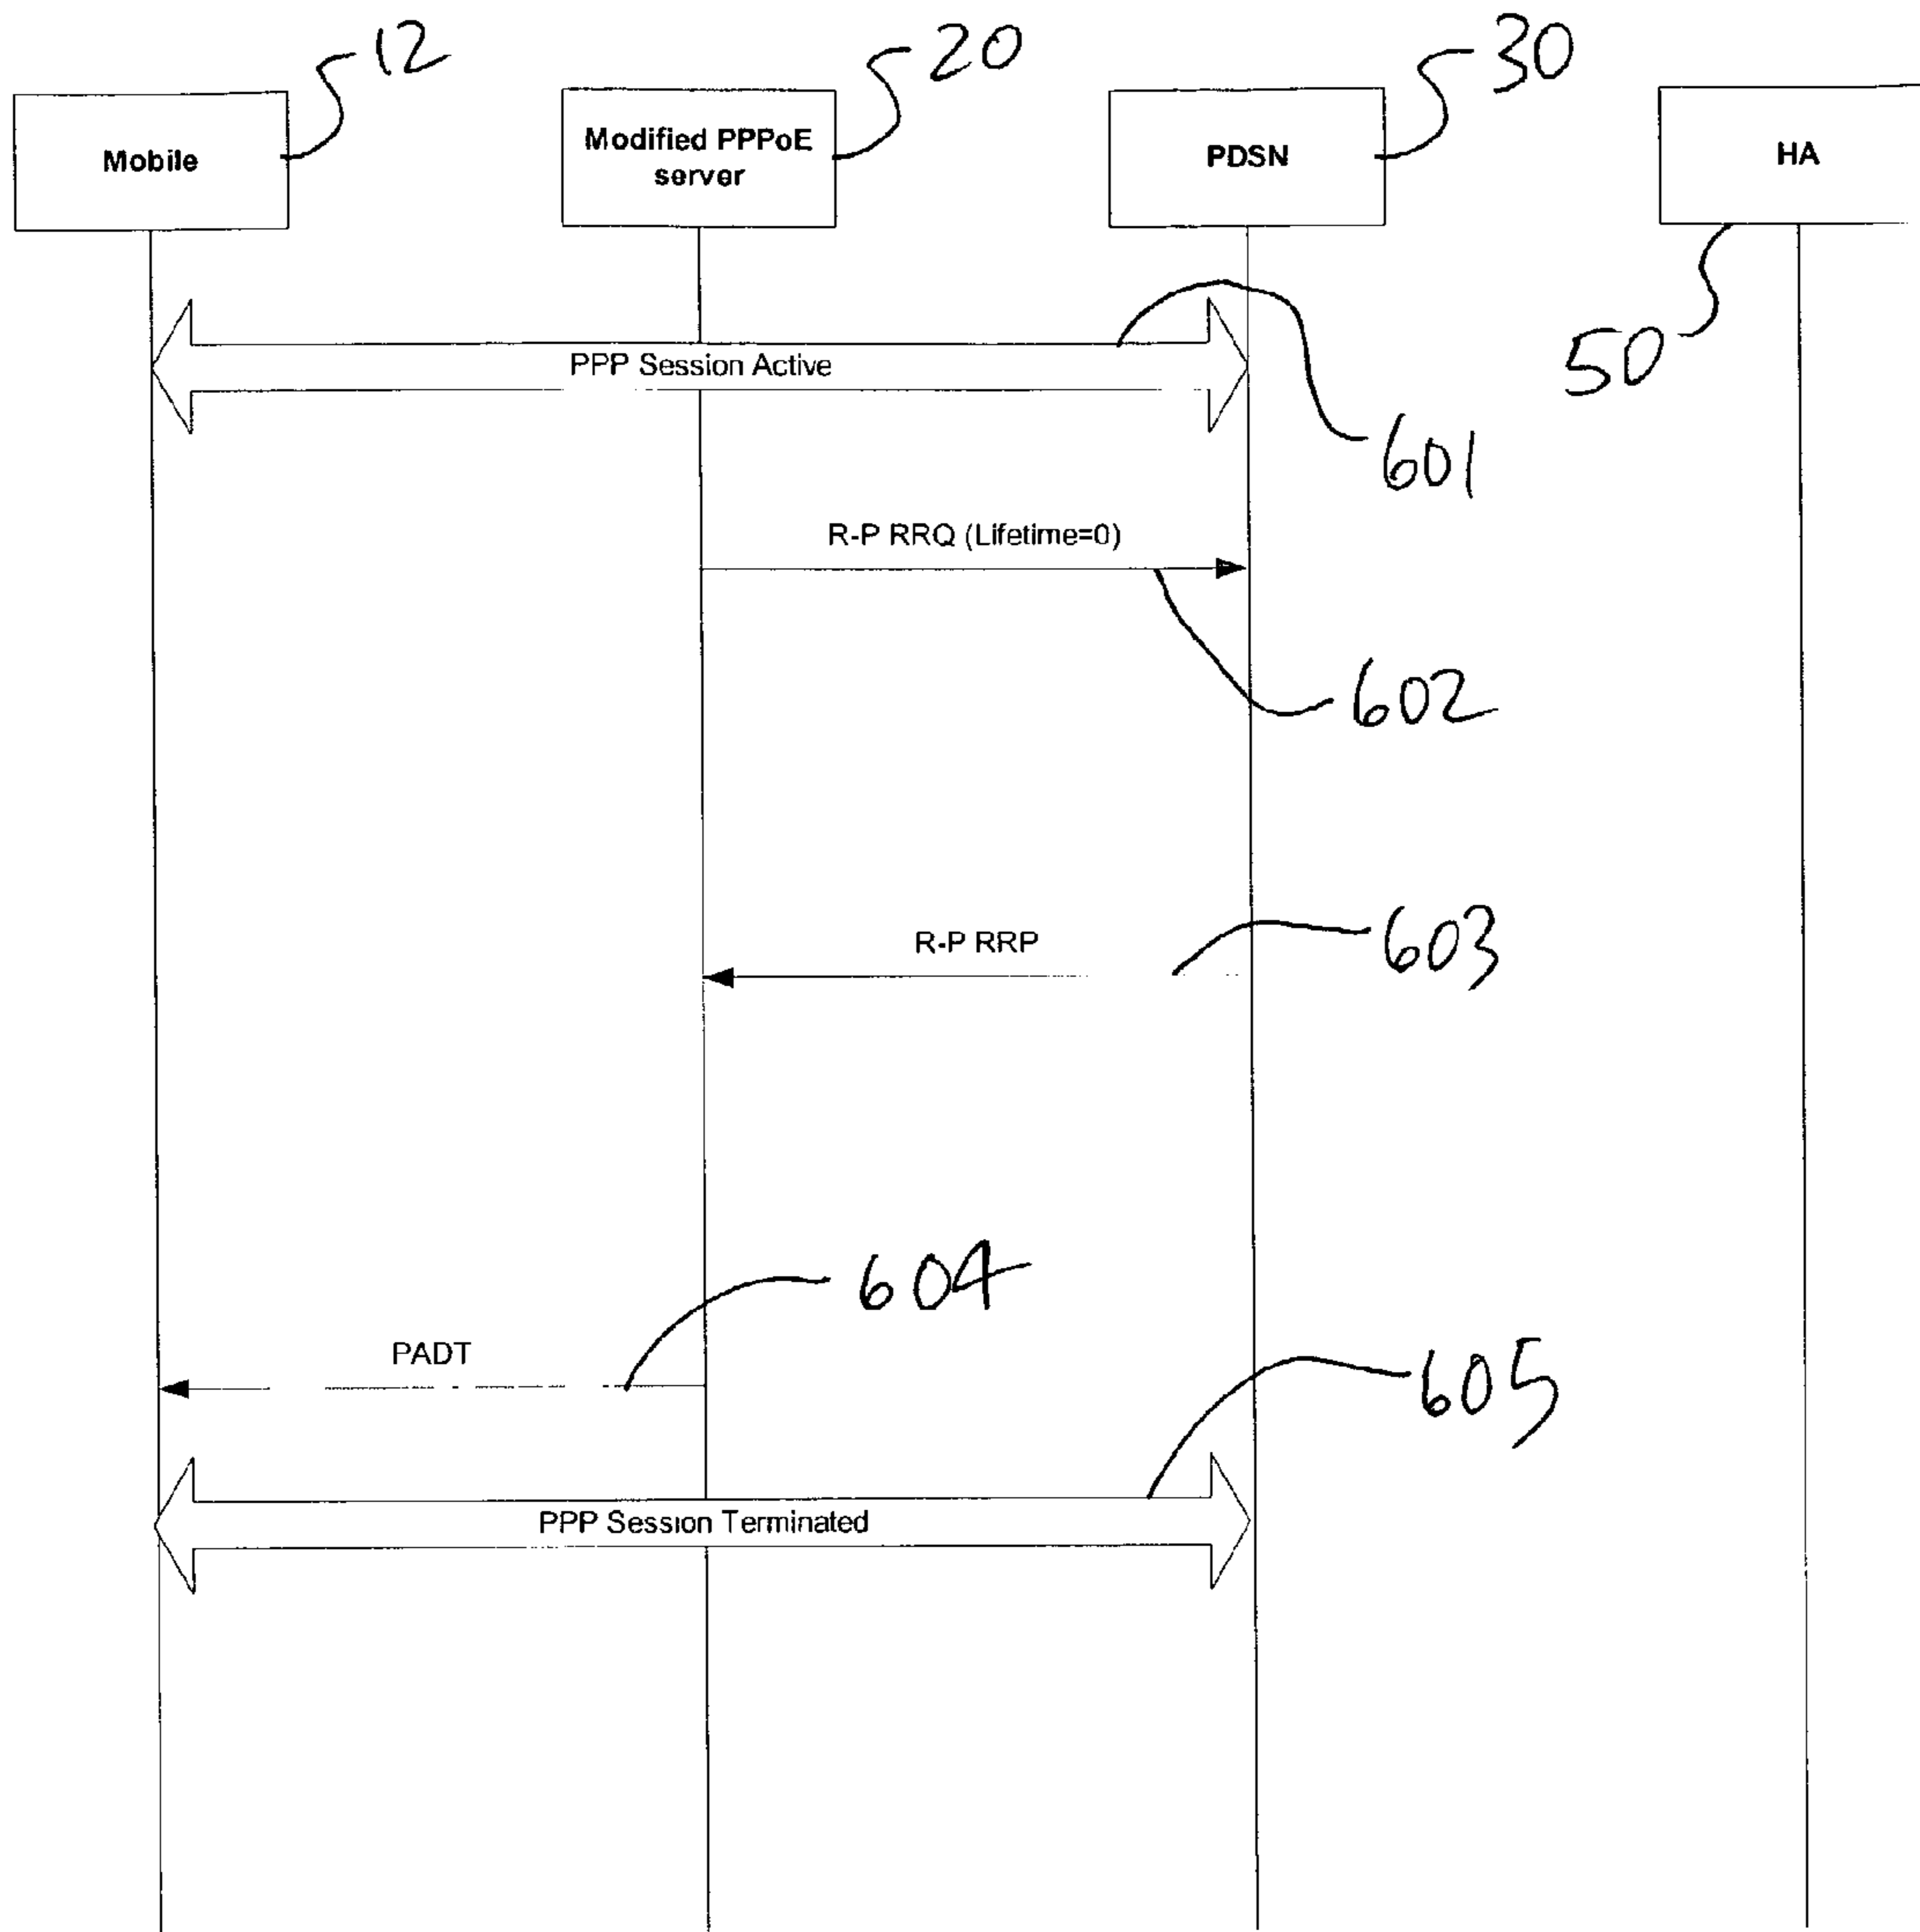 12
20
30
Mobile
Modified PPPoE
server
PDSN
HA
50
PPP Session Active
601
R-P RRQ (Lifetime=0)
602
R-P RRP
603
604
PADT
605
PPP Session Terminated